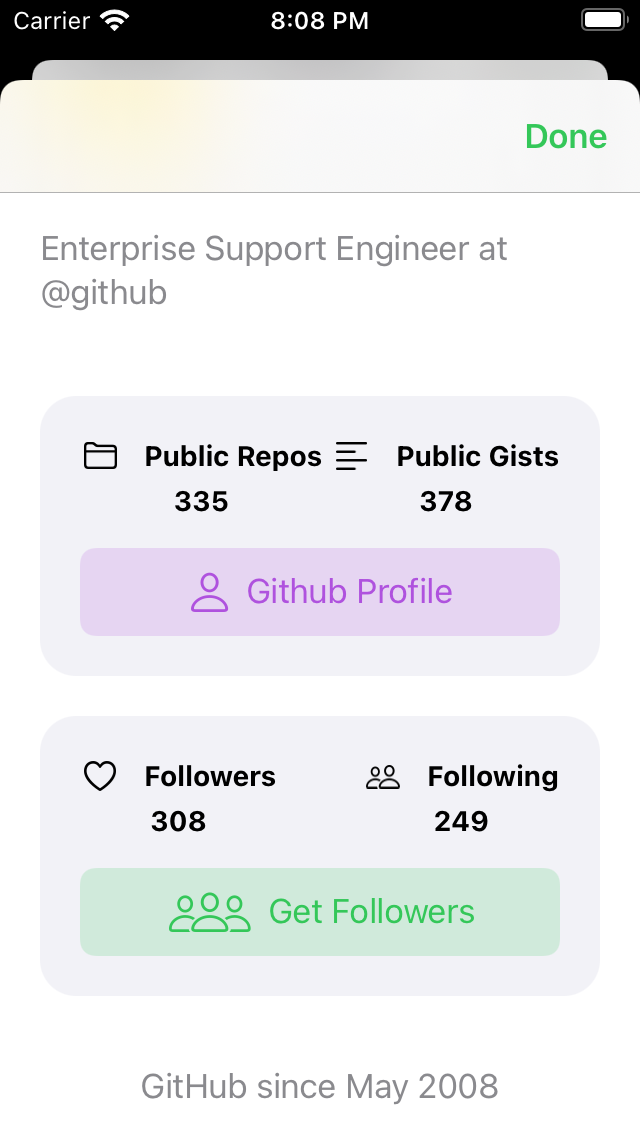 Carrier 8:08 PM
Done
Enterprise Support Engineer at
@github
Public Repos Public Gists
335 378
Github Profile
Followers Following
308 249
Get Followers
GitHub since May 2008